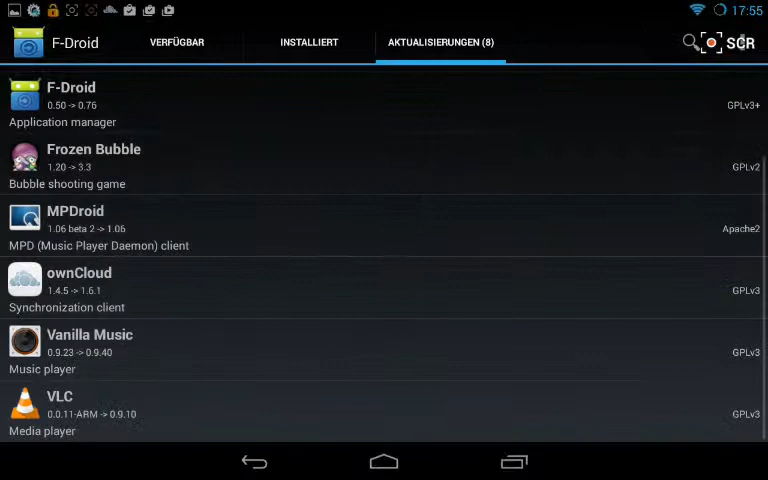 17:55
F-Droid
VERFÜGBAR
INSTALLIERT
AKTUALISIERUNGEN (8)
SCR
F-Droid
0.50 -> 0.76
GPLv3+
Application manager
Frozen Bubble
1.20 -> 3.3
GPLv2
Bubble shooting game
MPDroid
1.06 beta 2 -> 1.06
Apache2
MPD (Music Player Daemon) client
ownCloud
1.4.5 -> 1.6.1
GPLv3
Synchronization client
Vanilla Music
0.9.23 -> 0.9.40
GPLv3
Music player
VLC
0.0.11-ARM -> 0.9.10
GPLv3
Media player